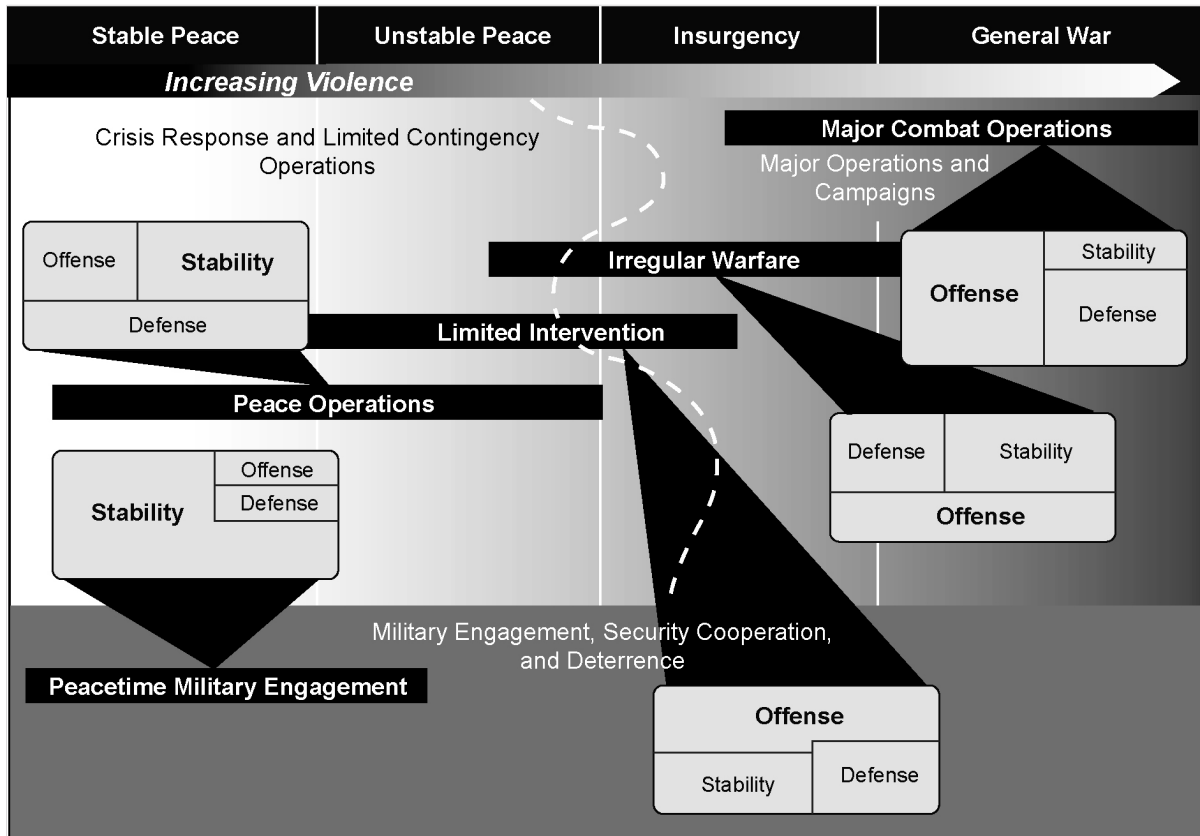 Stable Peace
Unstable Peace
Insurgency
General War
Increasing Violence
Crisis Response and Limited Contingency
Operations
Major Combat Operations
Major Operations and
Campaigns
Offense
Stability
Defense
Irregular Warfare
Offense
Stability
Defense
Limited Intervention
Peace Operations
Defense
Stability
Offense
Stability
Offense
Defense
Military Engagement, Security Cooperation,
and Deterrence
Peacetime Military Engagement
Offense
Stability
Defense